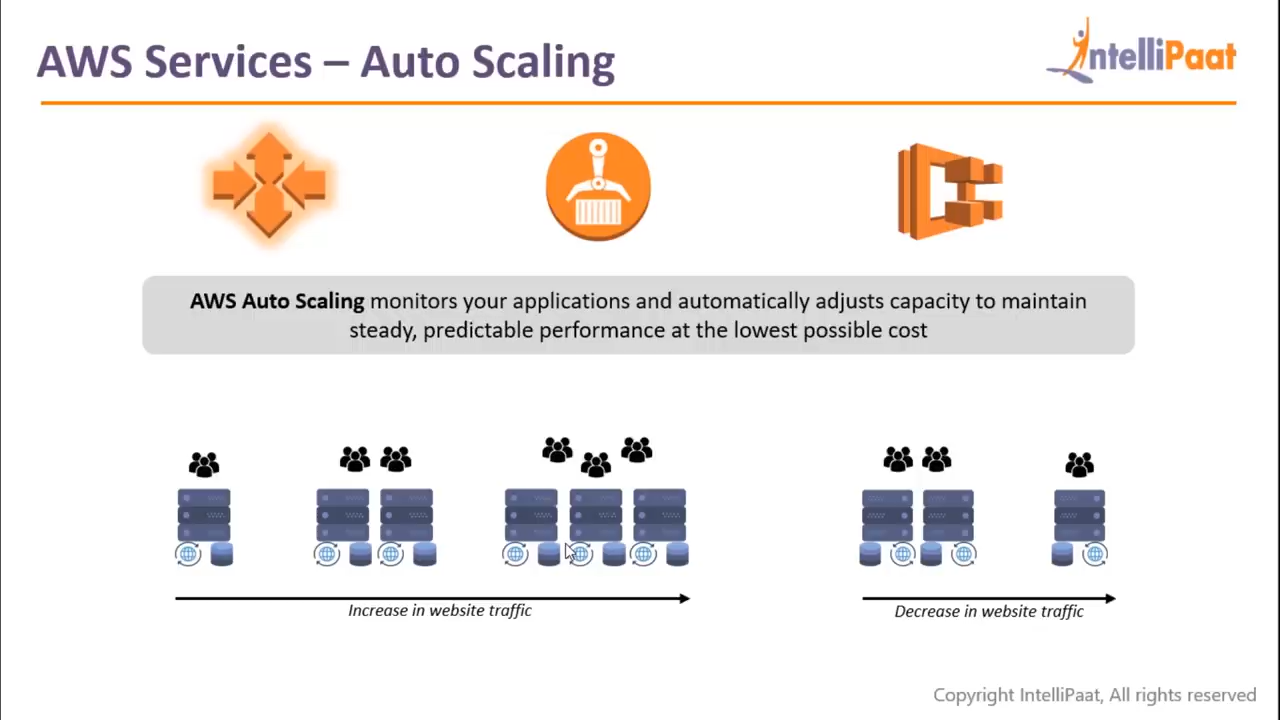 AWS Services – Auto Scaling
IntelliPaat
AWS Auto Scaling monitors your applications and automatically adjusts capacity to maintain
steady, predictable performance at the lowest possible cost
Increase in website traffic
Decrease in website traffic
Copyright IntelliPaat, All rights reserved